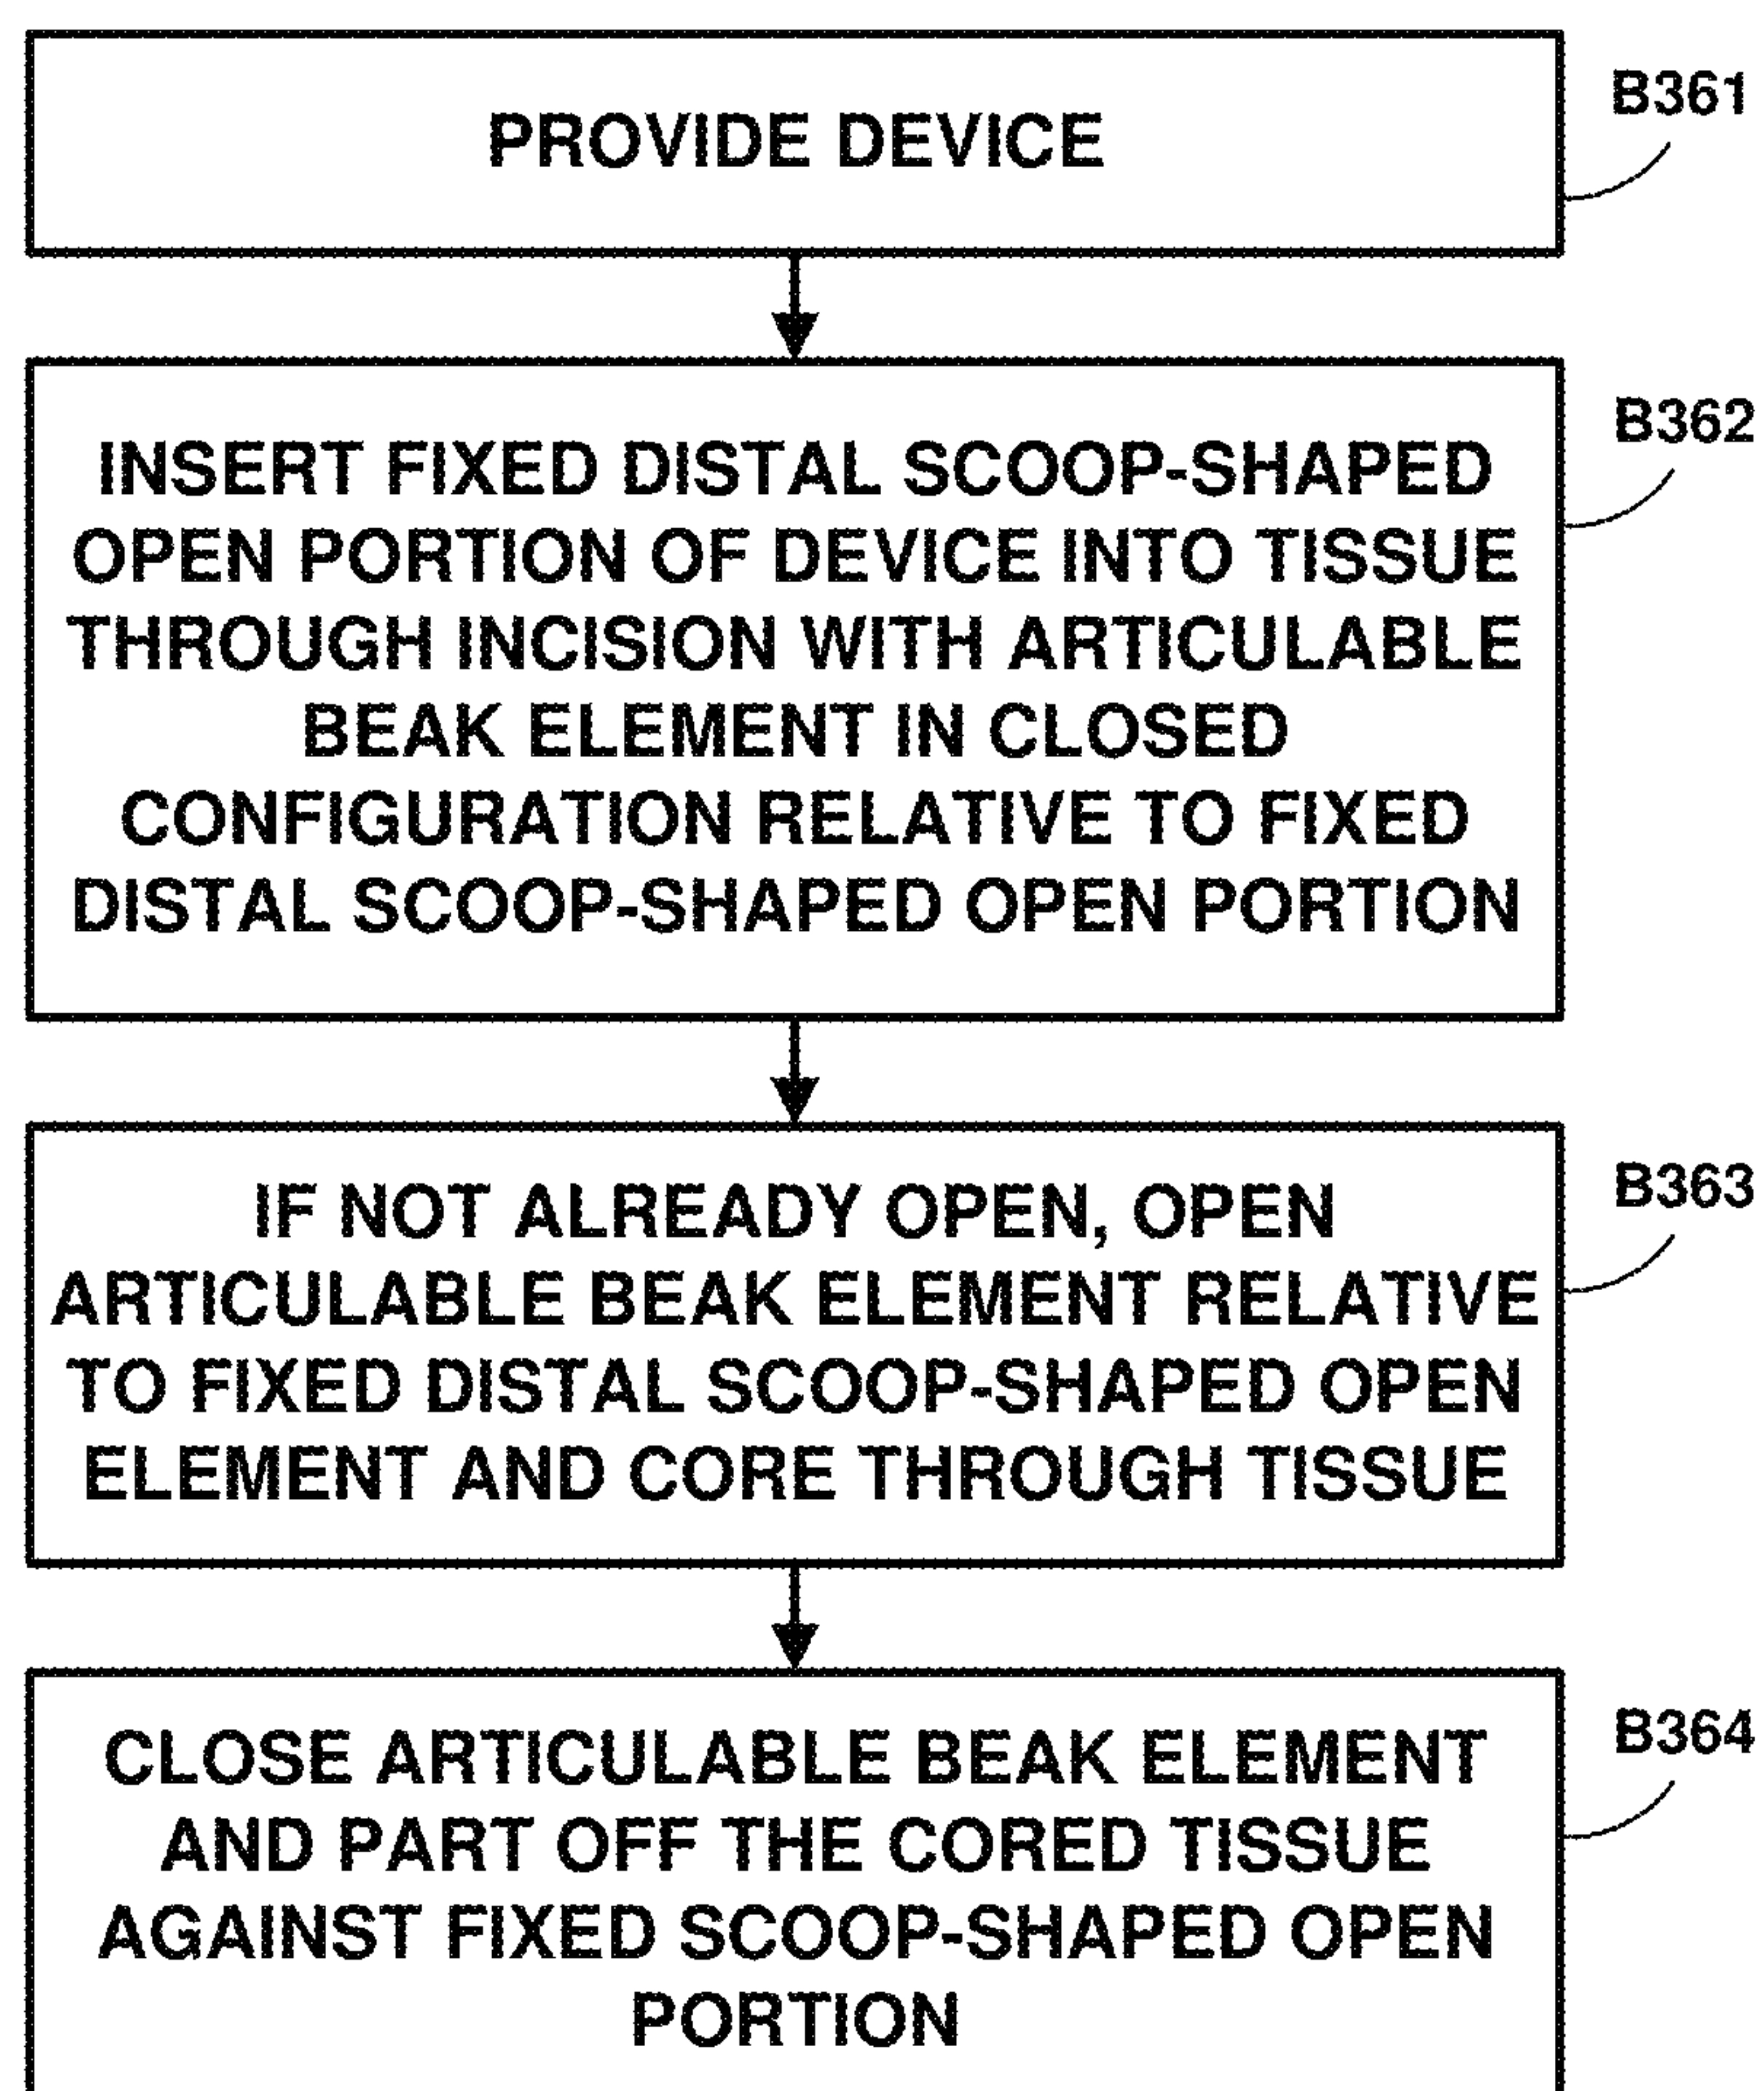 PROVIDE DEVICE
B361
INSERT FIXED DISTAL SCOOP-SHAPED
OPEN PORTION OF DEVICE INTO TISSUE
THROUGH INCISION WITH ARTICULABLE
BEAK ELEMENT IN CLOSED
CONFIGURATION RELATIVE TO FIXED
DISTAL SCOOP-SHAPED OPEN PORTION
B362
IF NOT ALREADY OPEN, OPEN
ARTICULABLE BEAK ELEMENT RELATIVE
TO FIXED DISTAL SCOOP-SHAPED OPEN
ELEMENT AND CORE THROUGH TISSUE
B363
CLOSE ARTICULABLE BEAK ELEMENT
AND PART OFF THE CORED TISSUE
AGAINST FIXED SCOOP-SHAPED OPEN
PORTION
B364